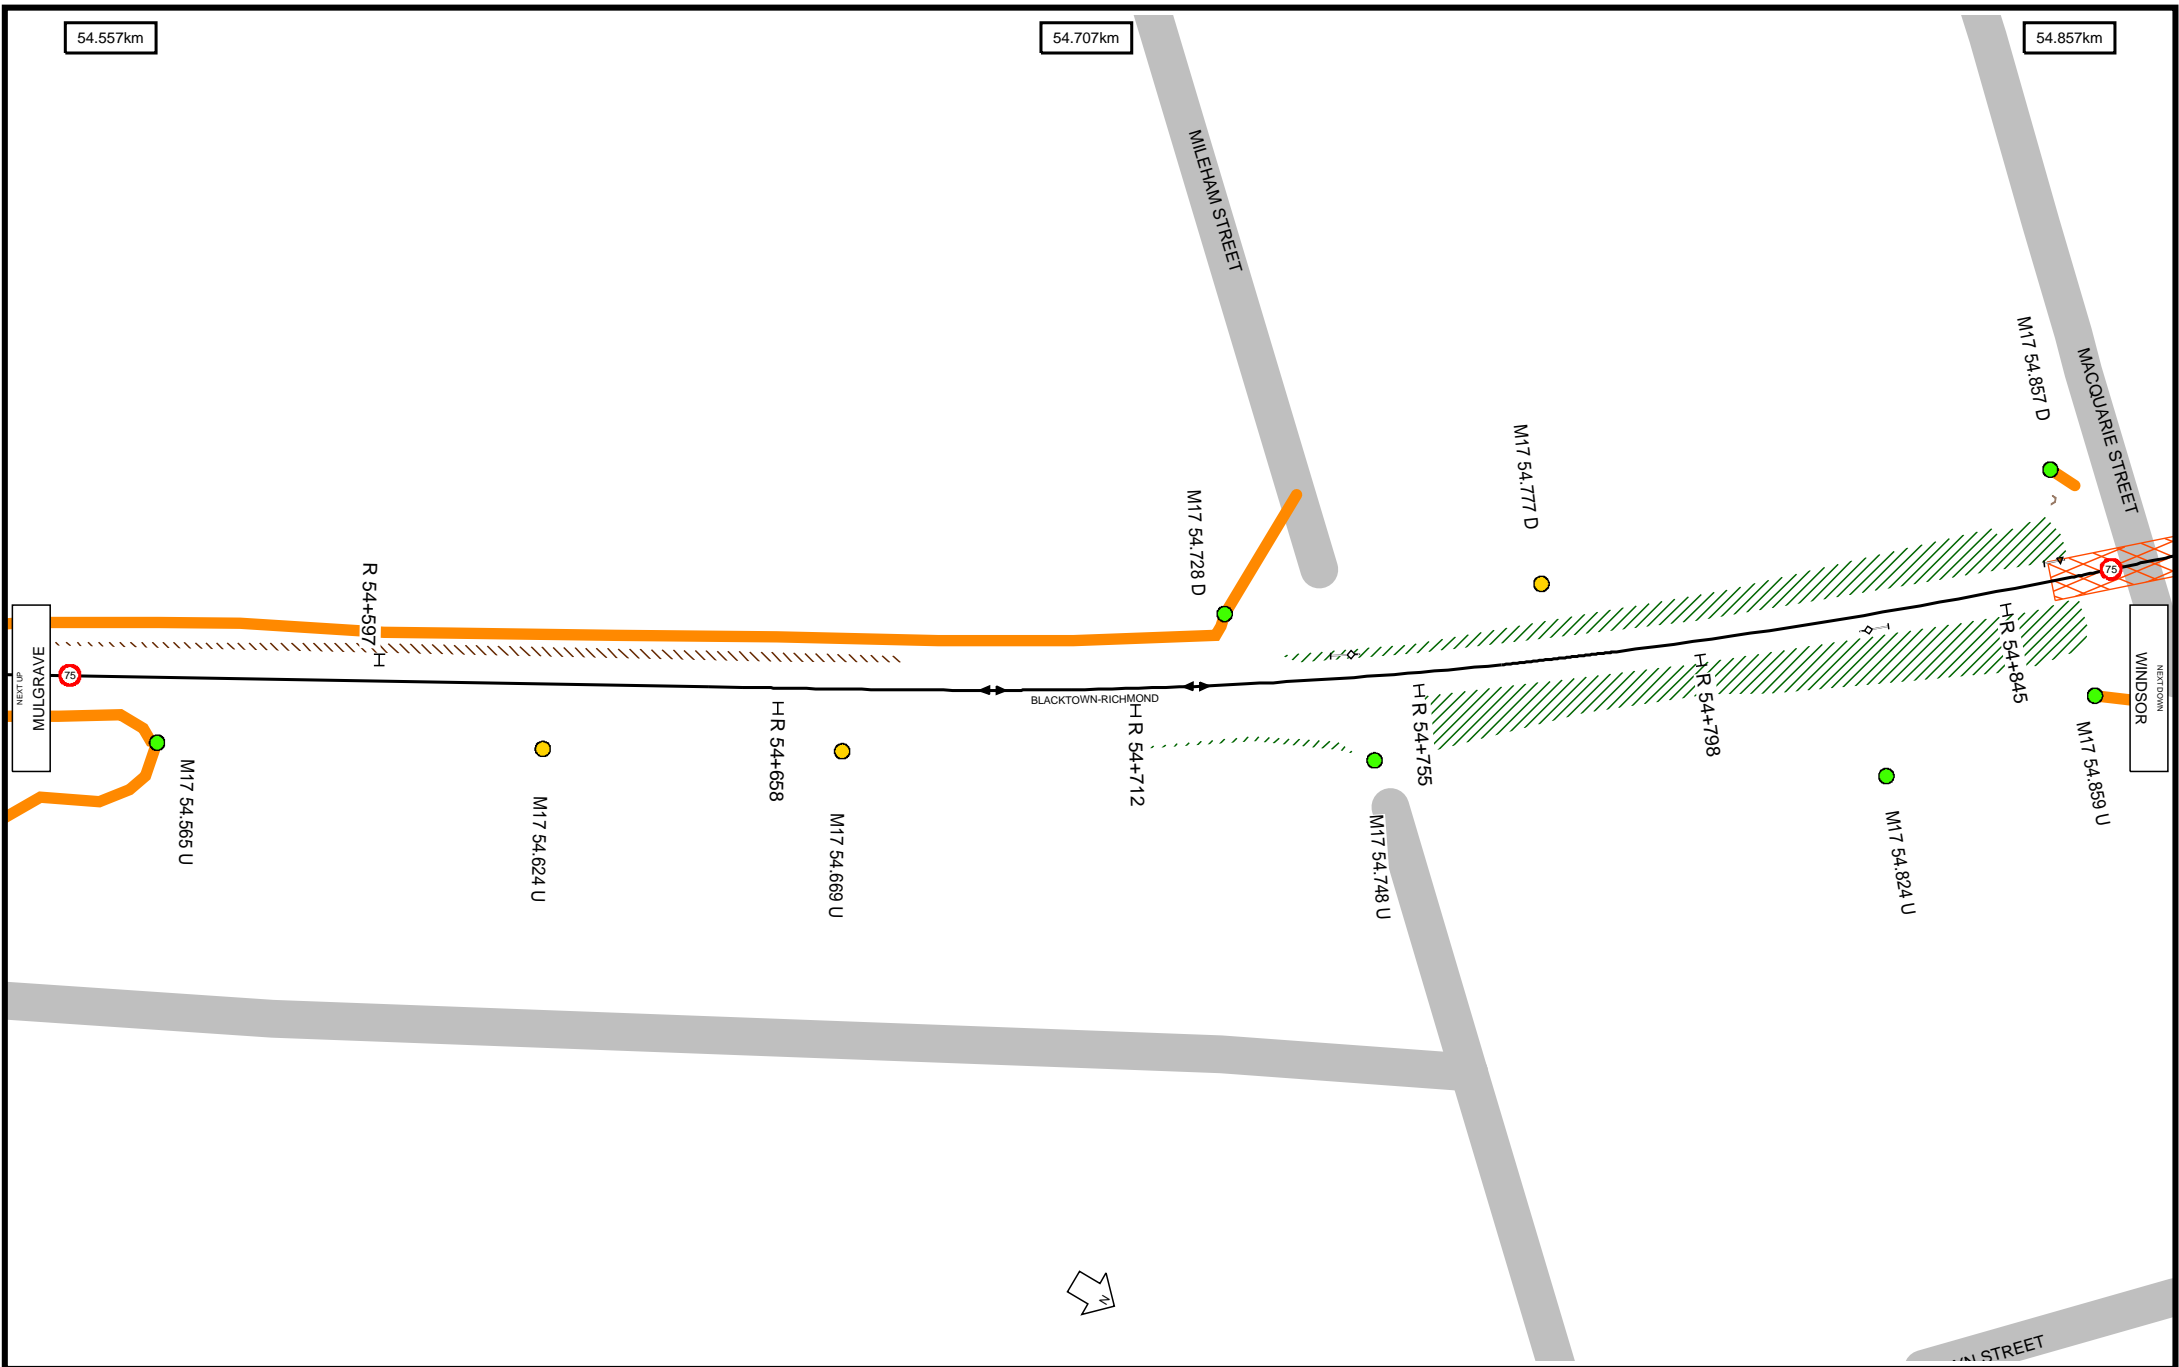 54.557km
54.707km
54.857km
MILEHAM STREET
MACQUARIE STREET
M17 54.857 D
M17 54.777 D
M17 54.728 D
R 54+597
NEXT UP
MULGRAVE
75
75
BLACKTOWN-RICHMOND
R 54+658
R 54+712
R 54+755
R 54+798
R 54+845
NEXT DOWN
WINDSOR
M17 54.565 U
M17 54.624 U
M17 54.669 U
M17 54.748 U
M17 54.824 U
M17 54.859 U
N
STREET